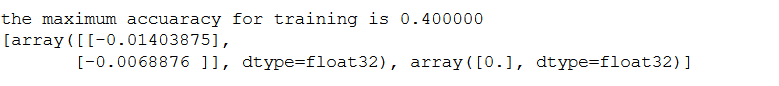 the maximum accuaracy for training is 0.400000
[array([[-0.01403875],
       [-0.0068876 ]], dtype=float32), array([0.], dtype=float32)]